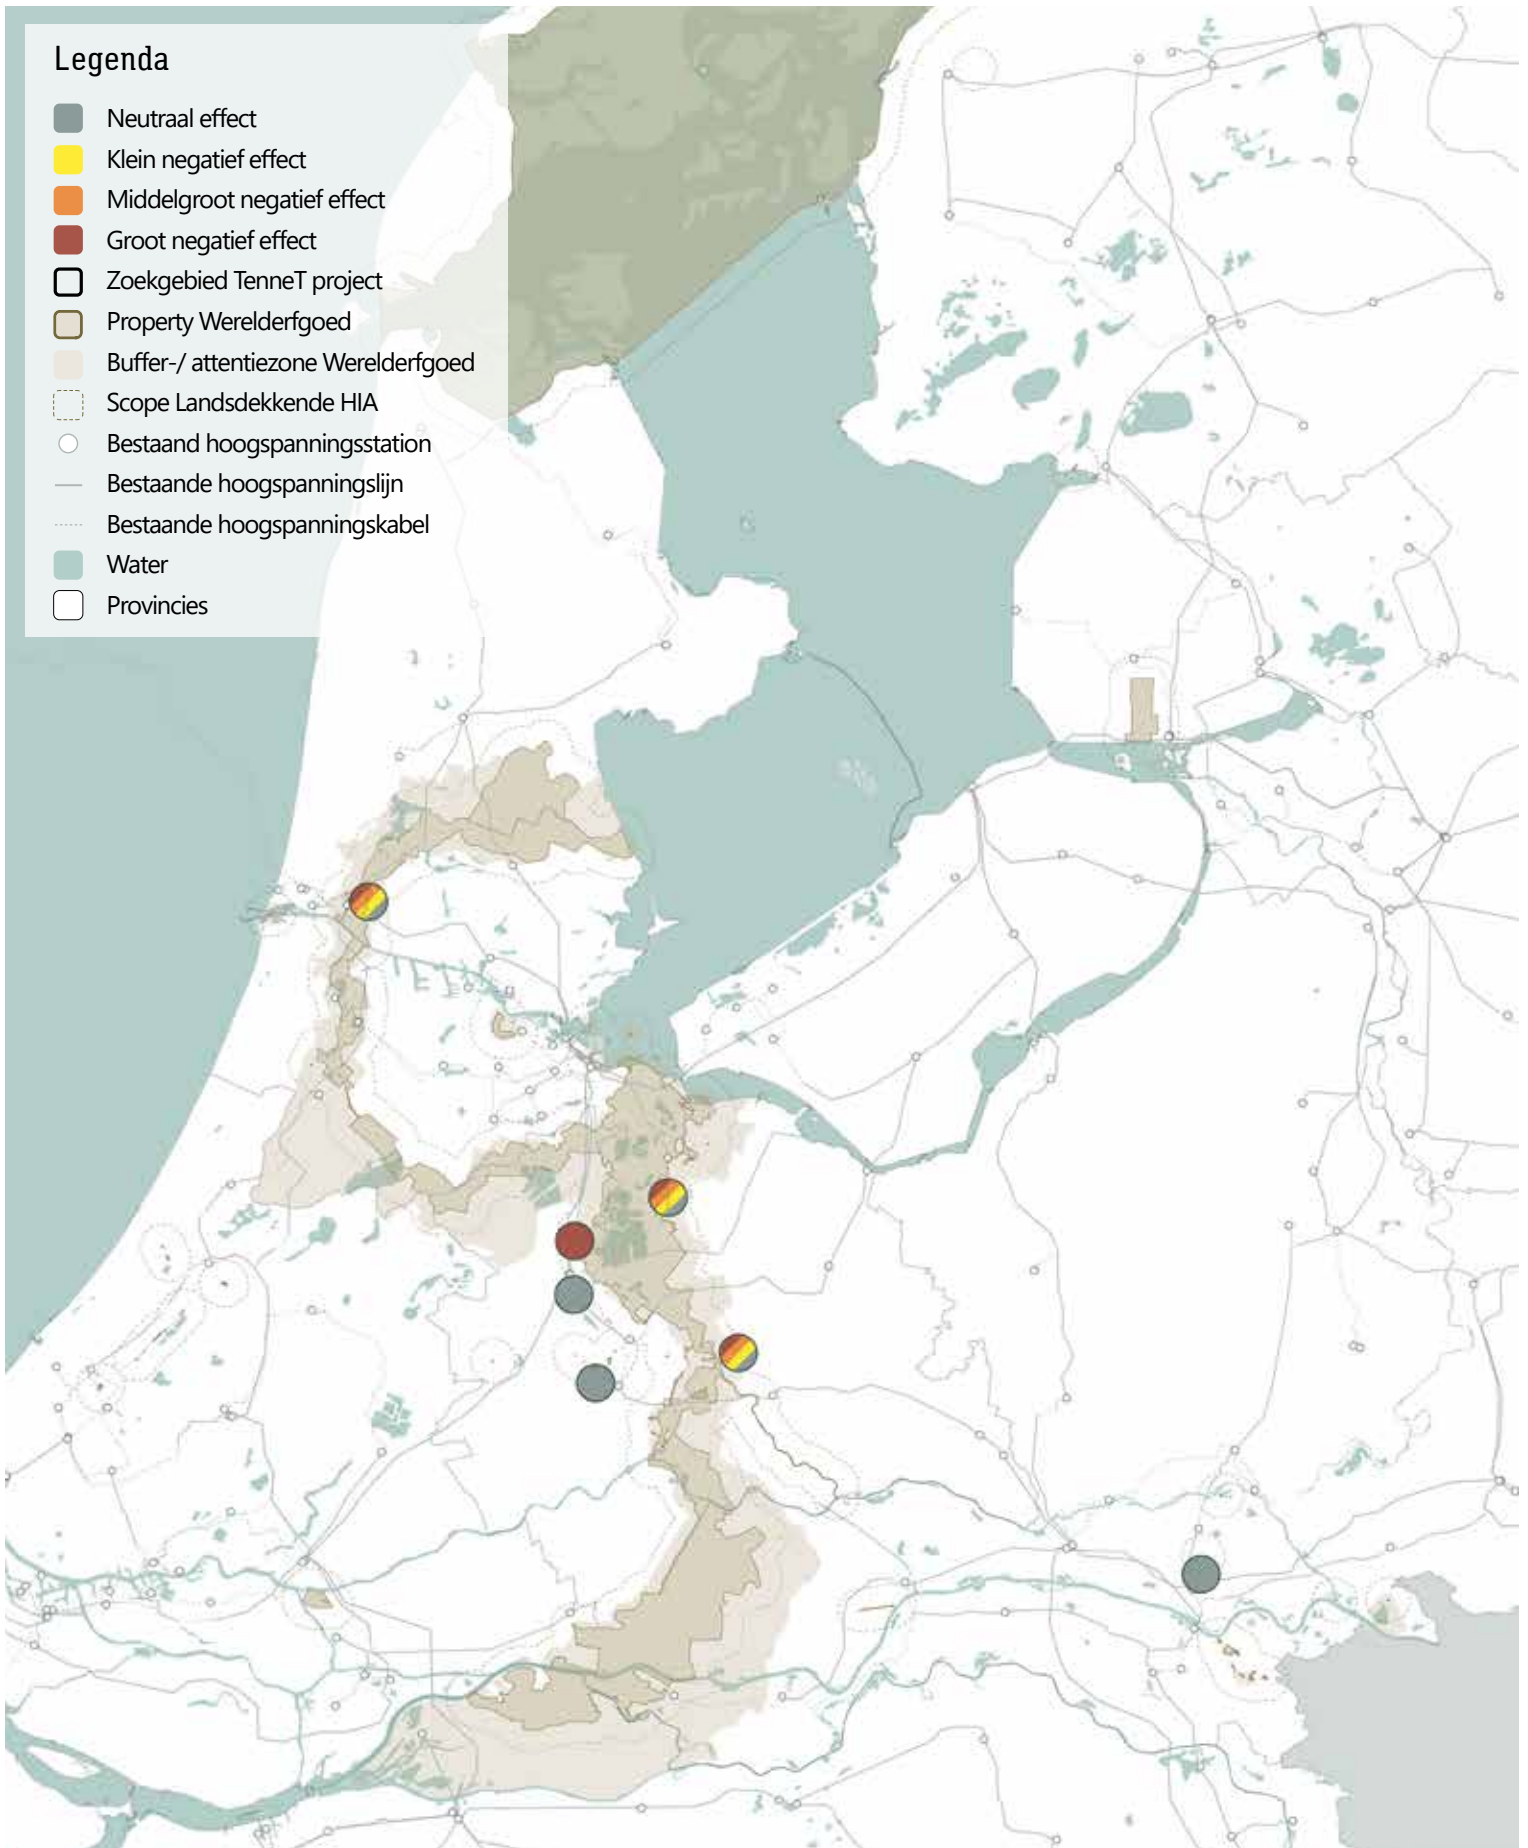 Legenda
Neutraal effect
Klein negatief effect
Middelgroot negatief effect
Groot negatief effect
Zoekgebied TenneT project
Property Werelderfgoed
Buffer-/ attentiezone Werelderfgoed
Scope Landsdekkende HIA
Bestaand hoogspanningsstation
Bestaande hoogspanningslijn
Bestaande hoogspanningskabel
Water
Provincies